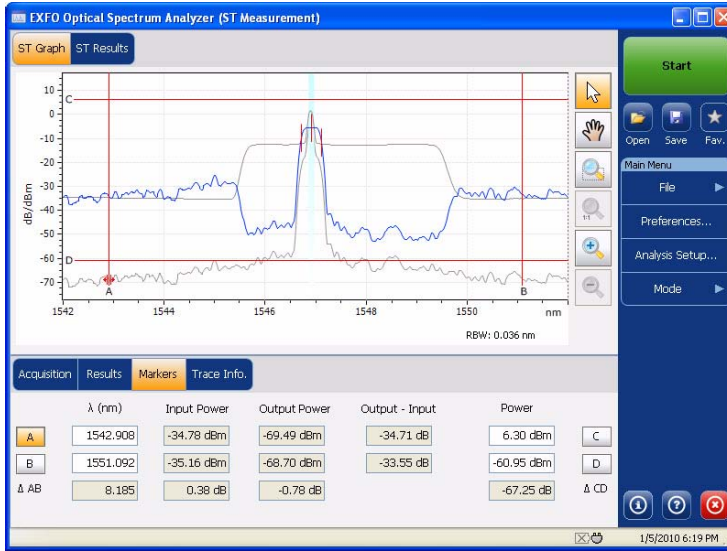 EXFO Optical Spectrum Analyzer (ST Measurement)
ST Graph ST Results
Start
Open Save Fav.
Main Menu
File
Preferences...
Analysis Setup...
Mode
dB/dBm
10
0
-10
-20
-30
-40
-50
-60
-70
C
D
A
B
1542 1544 1546 1548 1550 nm
RBW: 0.036 nm
1:1
Acquisition Results Markers Trace Info.
λ (nm) Input Power Output Power Output - Input Power
A 1542.908 -34.78 dBm -69.49 dBm -34.71 dB 6.30 dBm C
B 1551.092 -35.16 dBm -68.70 dBm -33.55 dB -60.95 dBm D
Δ AB 8.185 0.38 dB -0.78 dB -67.25 dB Δ CD
1/5/2010 6:19 PM